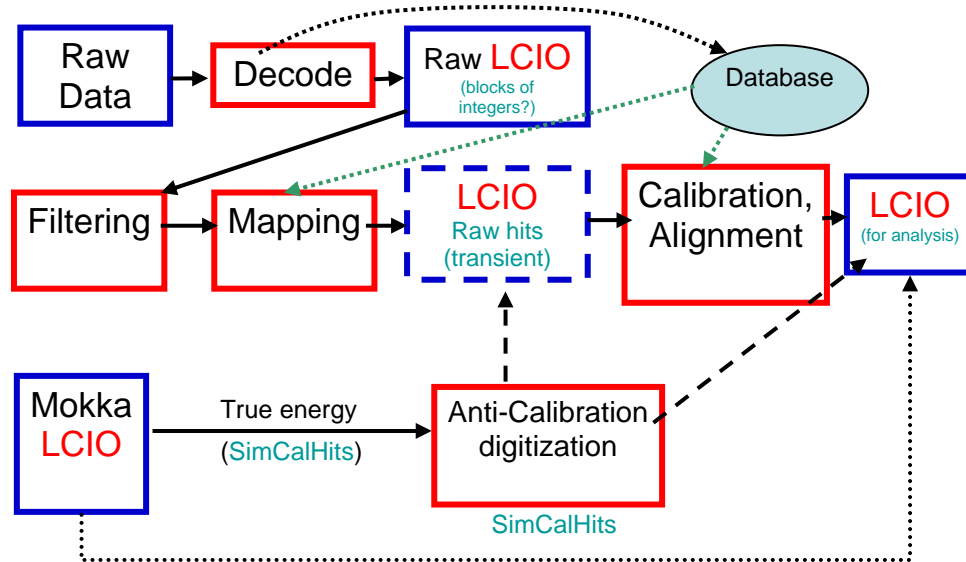 Raw
Data
Decode
Raw LCIO
(blocks of
integers?)
Database
Filtering
Mapping
LCIO
Raw hits
(transient)
Calibration,
Alignment
LCIO
(for analysis)
Mokka
LCIO
True energy
(SimCalHits)
Anti-Calibration
digitization
SimCalHits